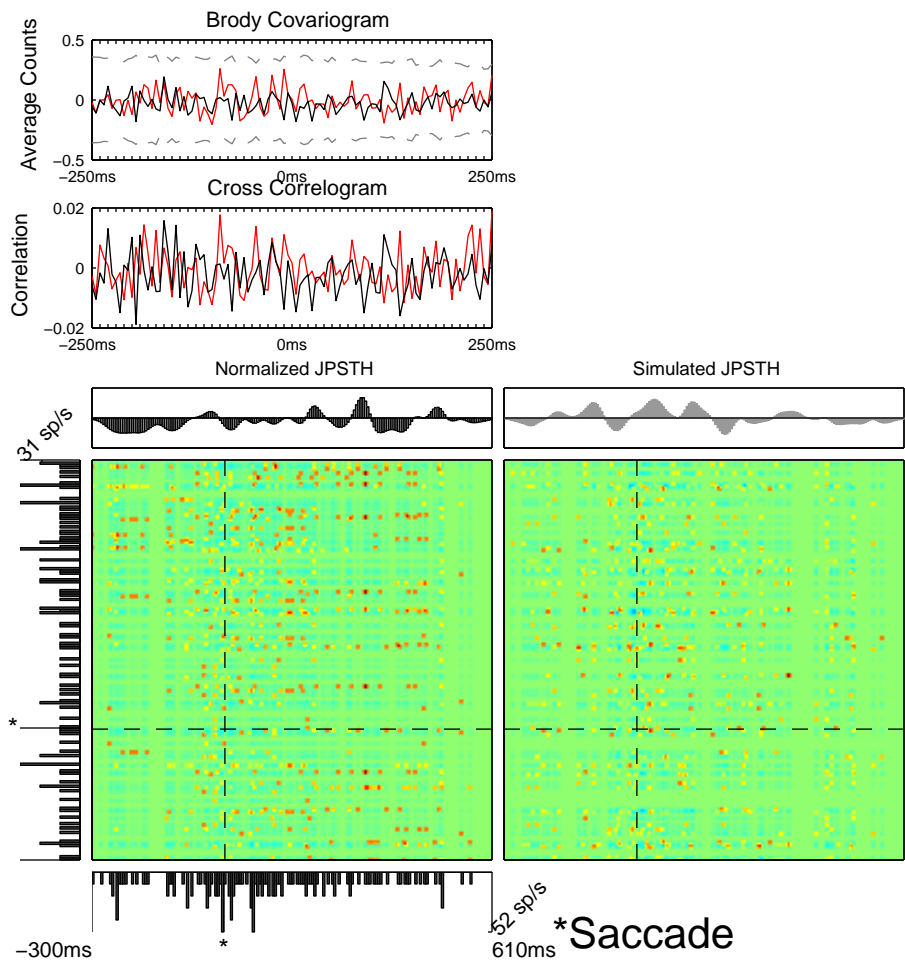 Brody Covariogram
Average Counts
0.5
0
−0.5
−250ms
0ms
250ms
Cross Correlogram
Correlation
0.02
0
−0.02
−250ms
0ms
250ms
Normalized JPSTH
Simulated JPSTH
31 sp/s
*
*
−52 sp/s
−300ms
610ms
*Saccade